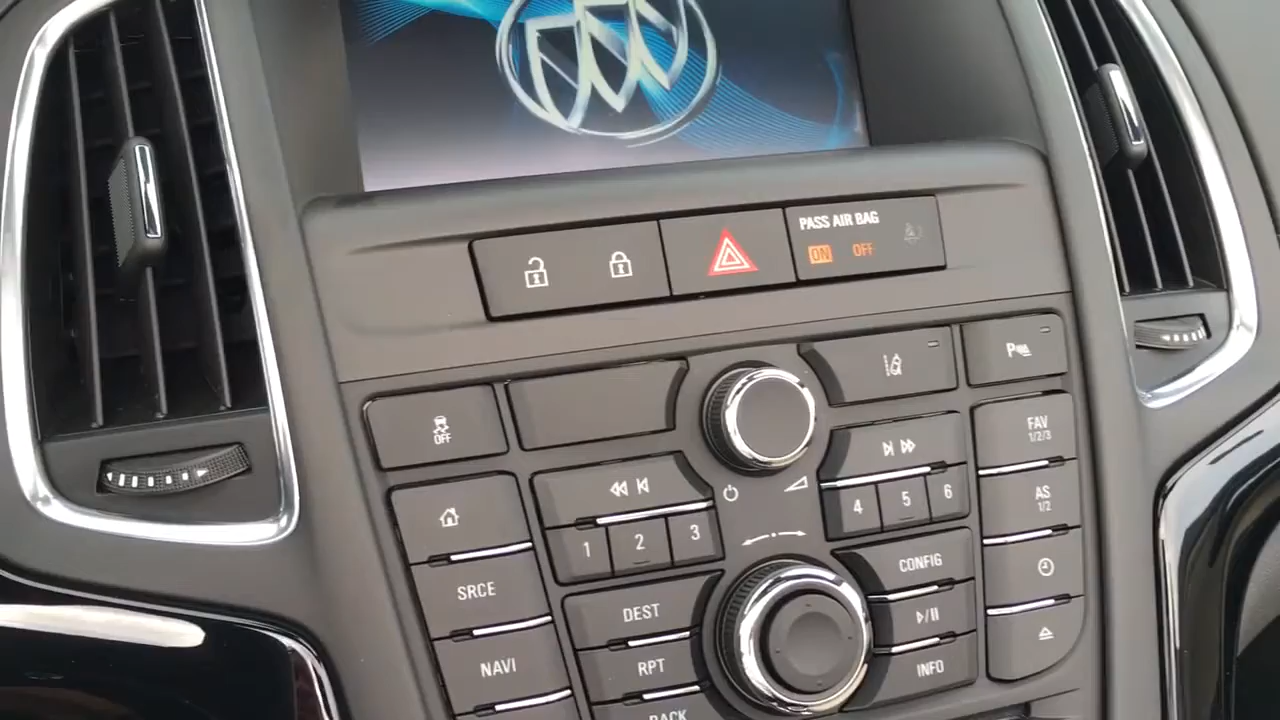 PASS AIR BAG
ON OFF
OFF
P
FAV
1/2/3
1 2 3
4 5 6
AS
1/2
SRCE
DEST
CONFIG
NAVI
RPT
INFO
BACK